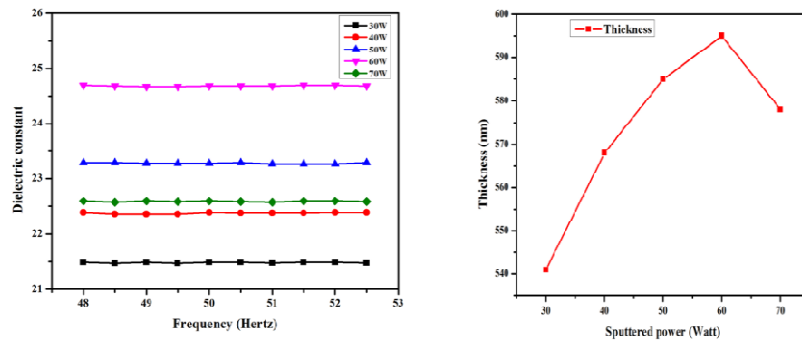 26
25
24
23
22
21
Dielectric constant
30W
40W
50W
60W
70W
48
49
50
51
52
53
Frequency (Hertz)
Thickness
600
590
580
570
560
550
540
Thickness (nm)
30
40
50
60
70
Sputtered power (Watt)